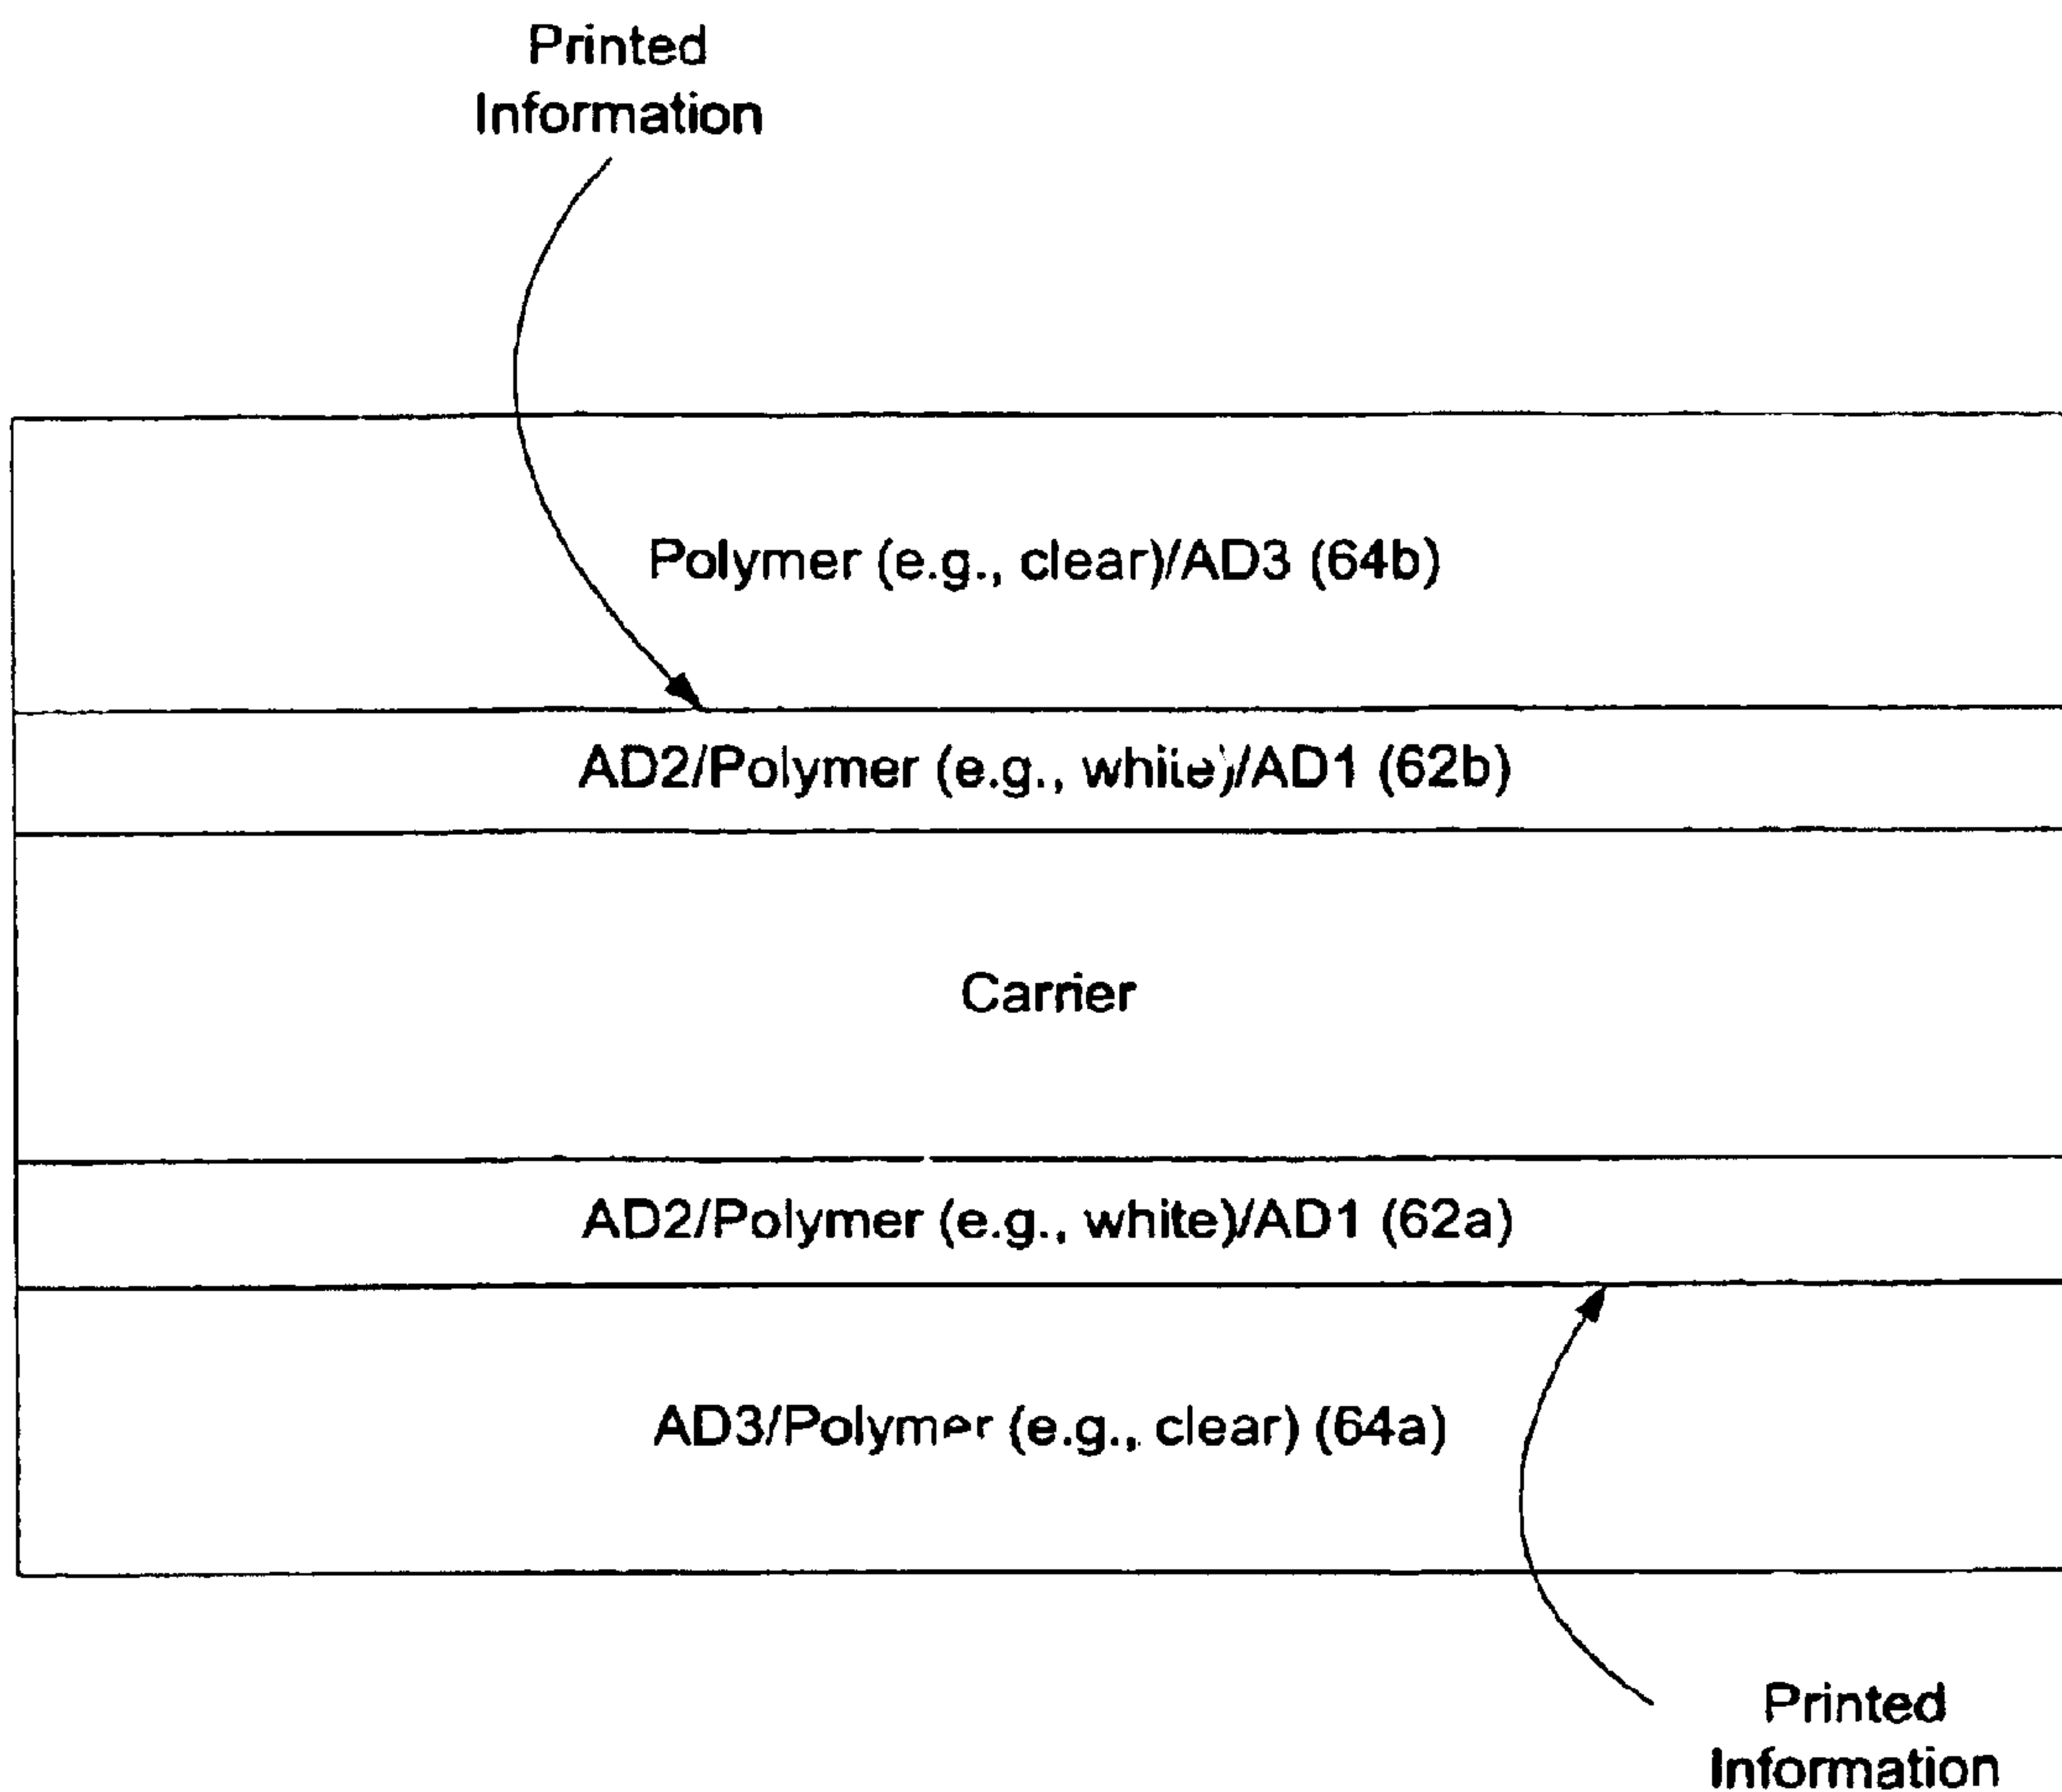 Printed
Information
Polymer (e.g., clear)/AD3 (64b)
AD2/Polymer (e.g., white)/AD1 (62b)
Carrier
AD2/Polymer (e.g., white)/AD1 (62a)
AD3/Polymer (e.g., clear) (64a)
Printed
Information